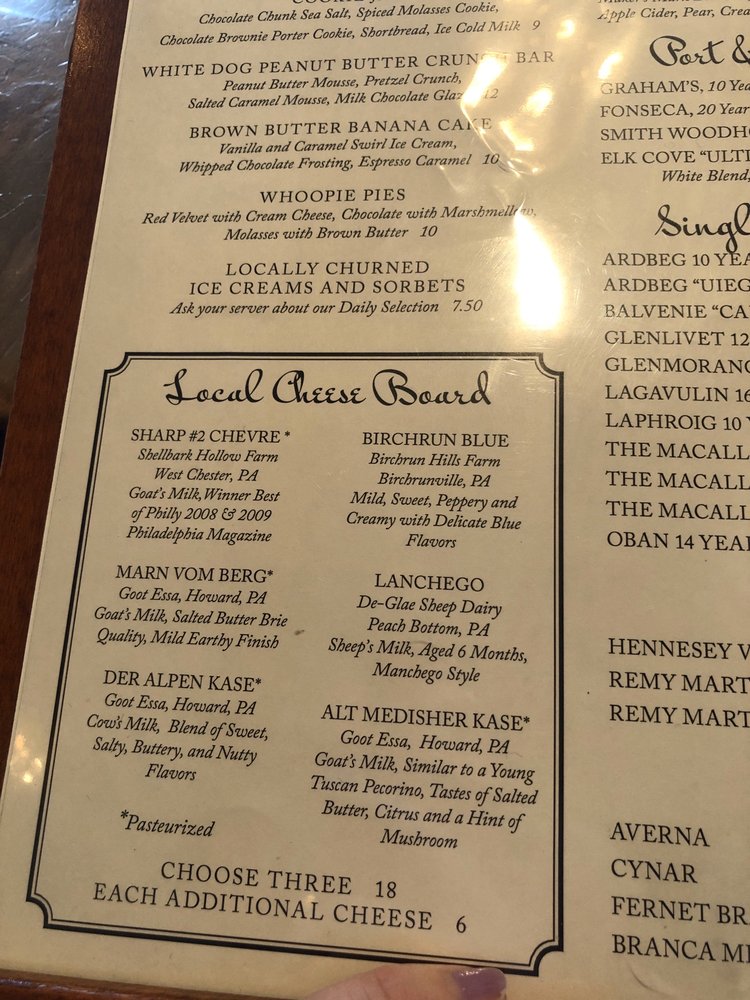 Chocolate Chunk Sea Salt, Spiced Molasses Cookie,
Chocolate Brownie Porter Cookie, Shortbread, Ice Cold Milk 9
WHITE DOG PEANUT BUTTER CRUNCH BAR
Peanut Butter Mousse, Pretzel Crunch,
Salted Caramel Mousse, Milk Chocolate Glaze 12
BROWN BUTTER BANANA CAKE
Vanilla and Caramel Swirl Ice Cream,
Whipped Chocolate Frosting, Espresso Caramel 10
WHOOPIE PIES
Red Velvet with Cream Cheese, Chocolate with Marshmellow,
Molasses with Brown Butter 10
LOCALLY CHURNED
ICE CREAMS AND SORBETS
Ask your server about our Daily Selection 7.50
Local Cheese Board
SHARP #2 CHEVRE *
Shellbark Hollow Farm
West Chester, PA
Goat's Milk, Winner Best
of Philly 2008 & 2009
Philadelphia Magazine
MARN VOM BERG*
Goot Essa, Howard, PA
Goat's Milk, Salted Butter Brie
Quality, Mild Earthy Finish
DER ALPEN KASE*
Goot Essa, Howard, PA
Cow's Milk, Blend of Sweet,
Salty, Buttery, and Nutty
Flavors
*Pasteurized
BIRCHRUN BLUE
Birchrun Hills Farm
Birchrunville, PA
Mild, Sweet, Peppery and
Creamy with Delicate Blue
Flavors
LANCHEGO
De-Glae Sheep Dairy
Peach Bottom, PA
Sheep's Milk, Aged 6 Months,
Manchego Style
ALT MEDISHER KASE*
Goot Essa, Howard, PA
Goat's Milk, Similar to a Young
Tuscan Pecorino, Tastes of Salted
Butter, Citrus and a Hint of
Mushroom
CHOOSE THREE 18
EACH ADDITIONAL CHEESE 6
Apple Cider, Pear,
Port &
GRAHAM'S, 10
FONSECA, 20 Year
SMITH
ELK COVE
White Blend,
ARDBEG 10
ARDBEG
BALVENIE
GLENLIVET 12
LAGAVULIN 16
LAPHROIG 10
THE
THE
THE
OBAN 14
HENNESEY
REMY
REMY
AVERNA
CYNAR
FERNET
BRANCA